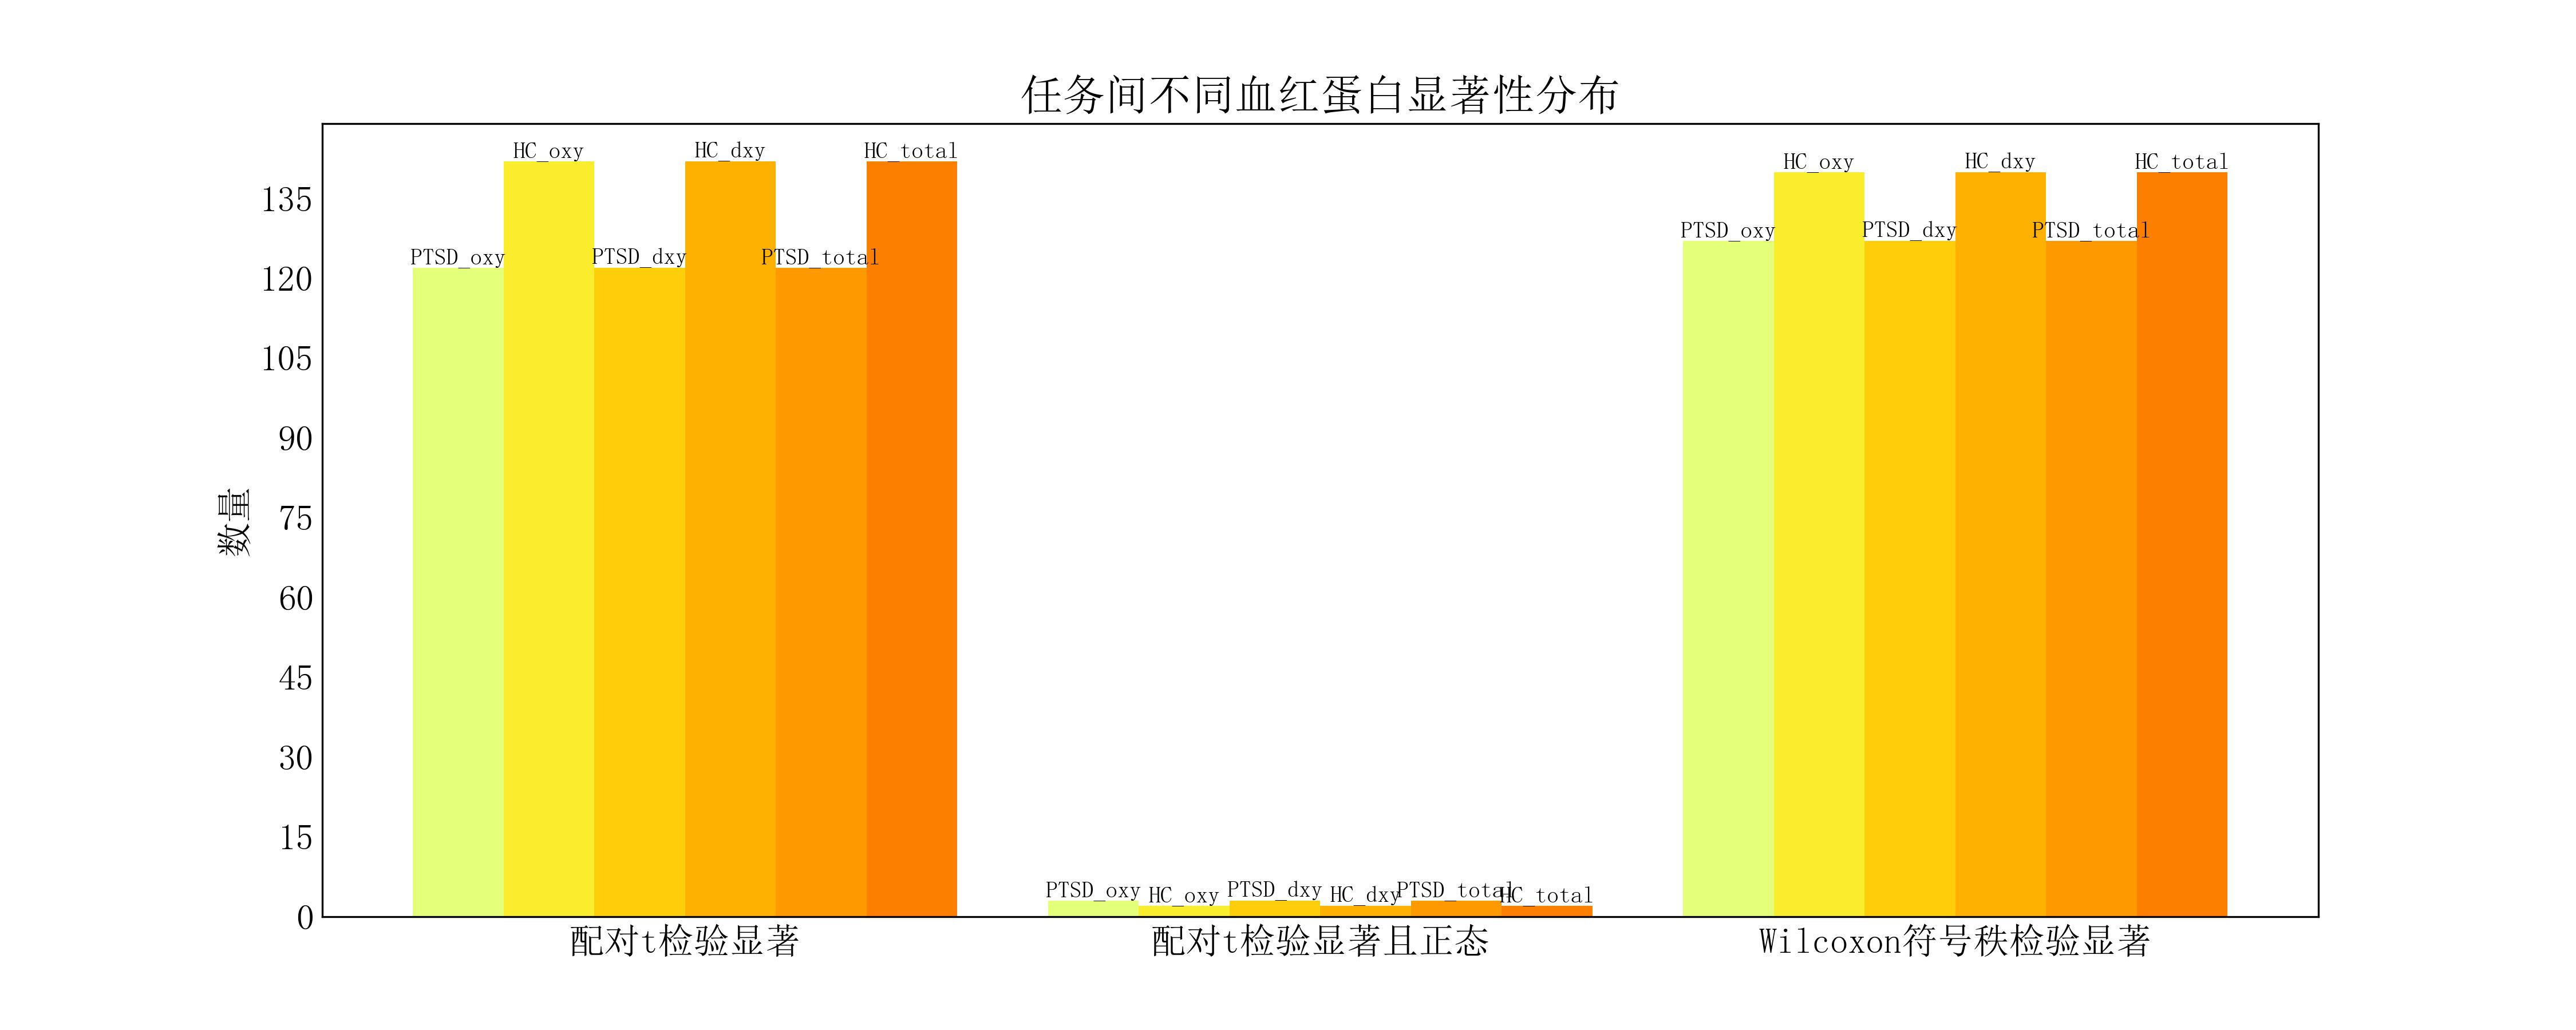 任务间不同血红蛋白显著性分布
数量
135
120
105
90
75
60
45
30
15
0
PTSD_oxy
HC_oxy
PTSD_dxy
HC_dxy
PTSD_total
HC_total
PTSD_oxy
HC_oxy
PTSD_dxy
HC_dxy
PTSD_total
HC_total
PTSD_oxy
HC_oxy
PTSD_dxy
HC_dxy
PTSD_total
HC_total
配对t检验显著
配对t检验显著且正态
Wilcoxon符号秩检验显著